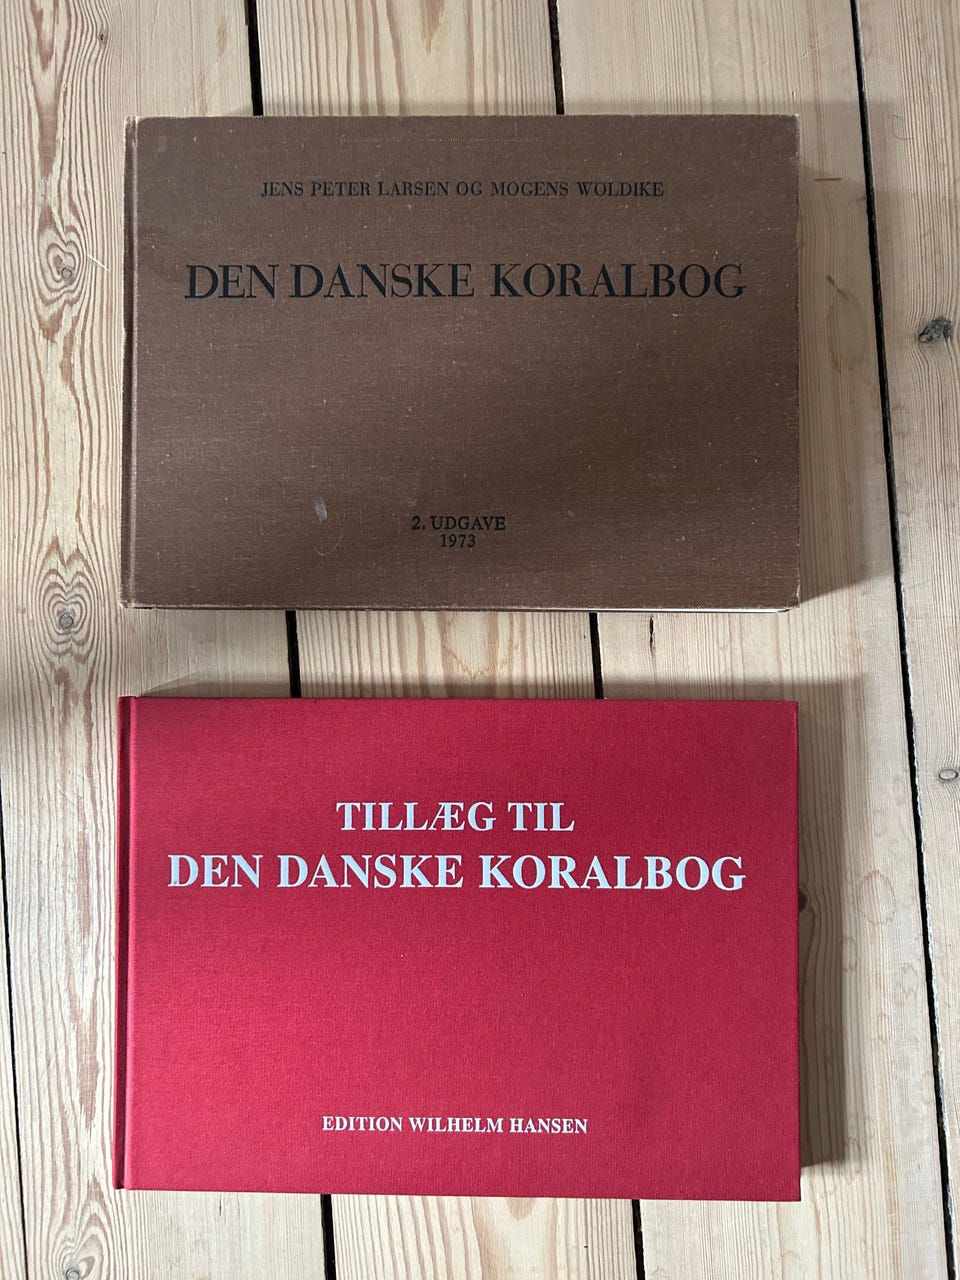 JENS PETER LARSEN OG MOGENS WÖLDIKE
DEN DANSKE KORALBOG
2. UDGAVE
1973
TILLÆG TIL
DEN DANSKE KORALBOG
EDITION WILHELM HANSEN